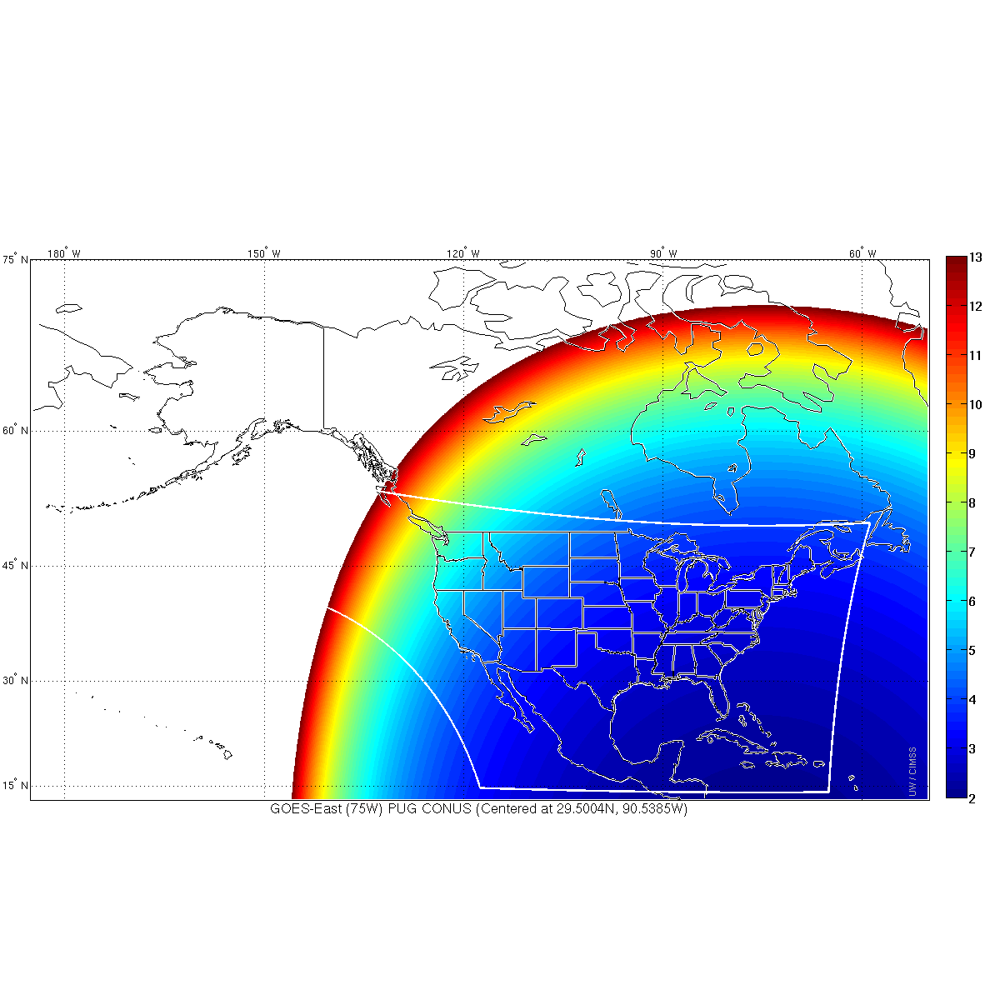 180° W 150° W 120° W 90° W 60° W
75° N
60° N
45° N
30° N
15° N
13
12
11
10
9
8
7
6
5
4
3
2
UW / CIMSS
GOES-East (75W) PUG CONUS (Centered at 29.5004N, 90.5385W)